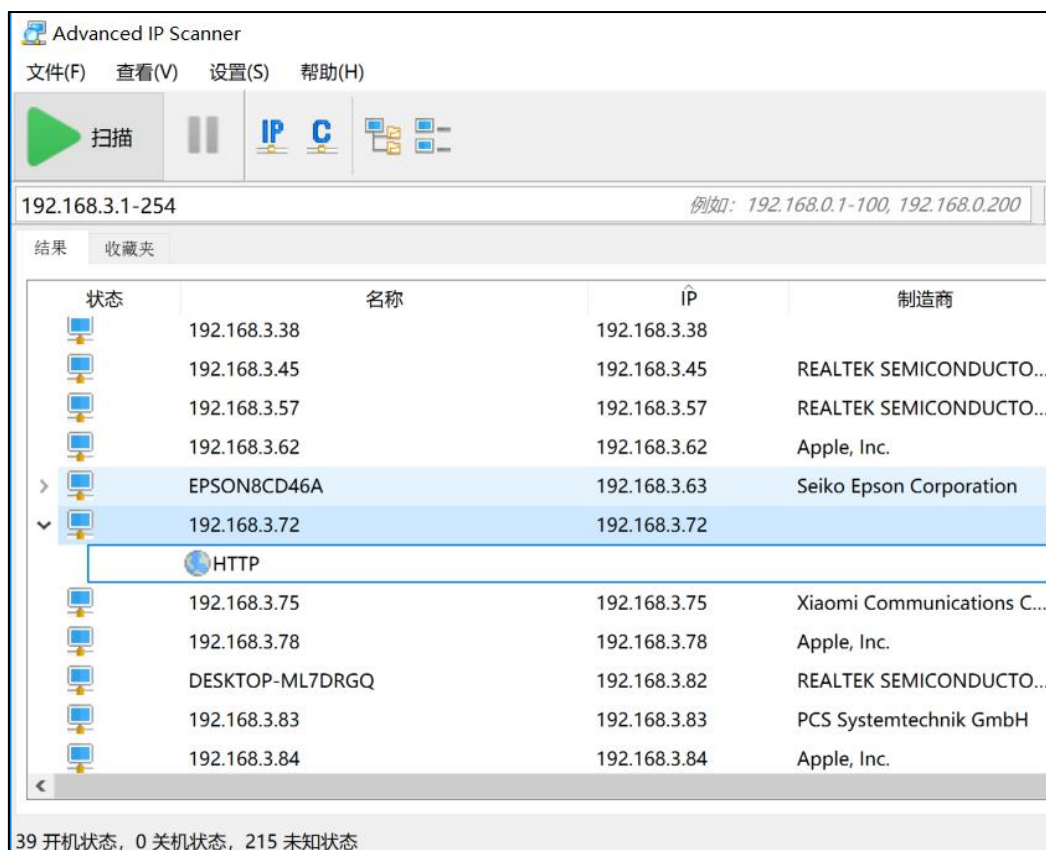 Advanced IP Scanner
文件(F) 查看(V) 设置(S) 帮助(H)
扫描 IP C
192.168.3.1-254 例如: 192.168.0.1-100, 192.168.0.200
结果 收藏夹
状态 名称 IP 制造商
192.168.3.38 192.168.3.38
192.168.3.45 192.168.3.45 REALTEK SEMICONDUCTO...
192.168.3.57 192.168.3.57 REALTEK SEMICONDUCTO...
192.168.3.62 192.168.3.62 Apple, Inc.
EPSON8CD46A 192.168.3.63 Seiko Epson Corporation
192.168.3.72 192.168.3.72
HTTP
192.168.3.75 192.168.3.75 Xiaomi Communications C...
192.168.3.78 192.168.3.78 Apple, Inc.
DESKTOP-ML7DRGQ 192.168.3.82 REALTEK SEMICONDUCTO...
192.168.3.83 192.168.3.83 PCS Systemtechnik GmbH
192.168.3.84 192.168.3.84 Apple, Inc.
39 开机状态, 0 关机状态, 215 未知状态